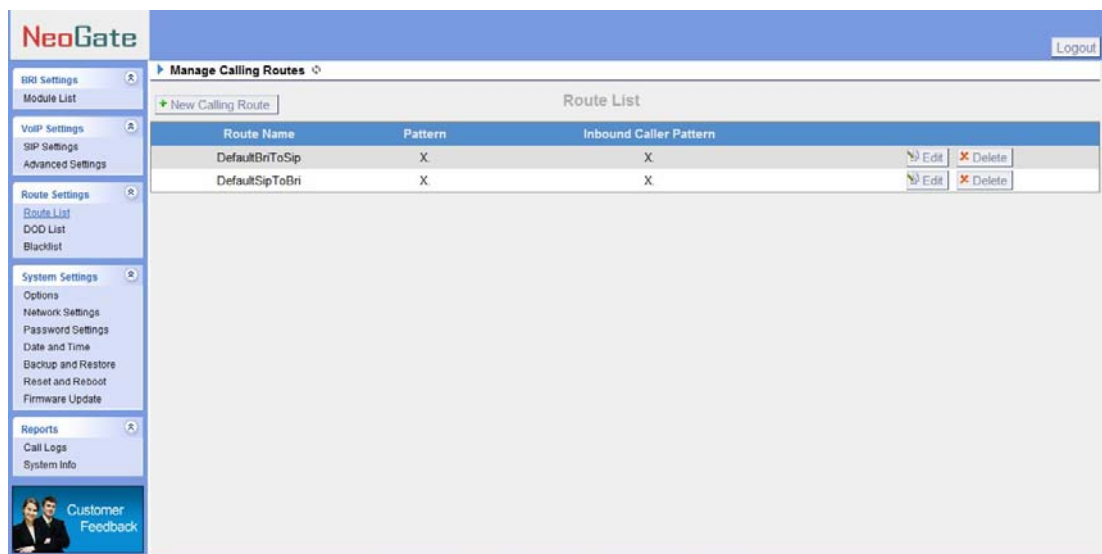 NeoGate
Logout
BRI Settings
Module List
VoIP Settings
SIP Settings
Advanced Settings
Route Settings
Route List
DOD List
Blacklist
System Settings
Options
Network Settings
Password Settings
Date and Time
Backup and Restore
Reset and Reboot
Firmware Update
Reports
Call Logs
System Info
Customer
Feedback
Manage Calling Routes
New Calling Route
Route List
Route Name Pattern Inbound Caller Pattern
DefaultBriToSip X. X. Edit Delete
DefaultSipToBri X. X. Edit Delete